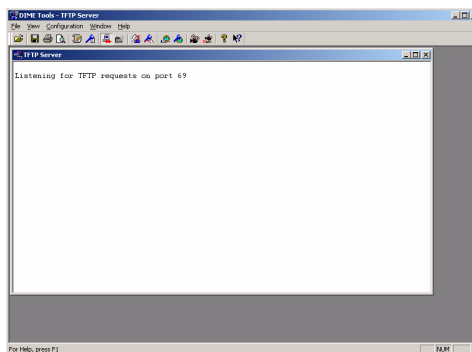 DIME Tools - TFTP Server
File View Configuration Window Help
TFTP Server
Listening for TFTP requests on port 69
For Help, press F1
NUM